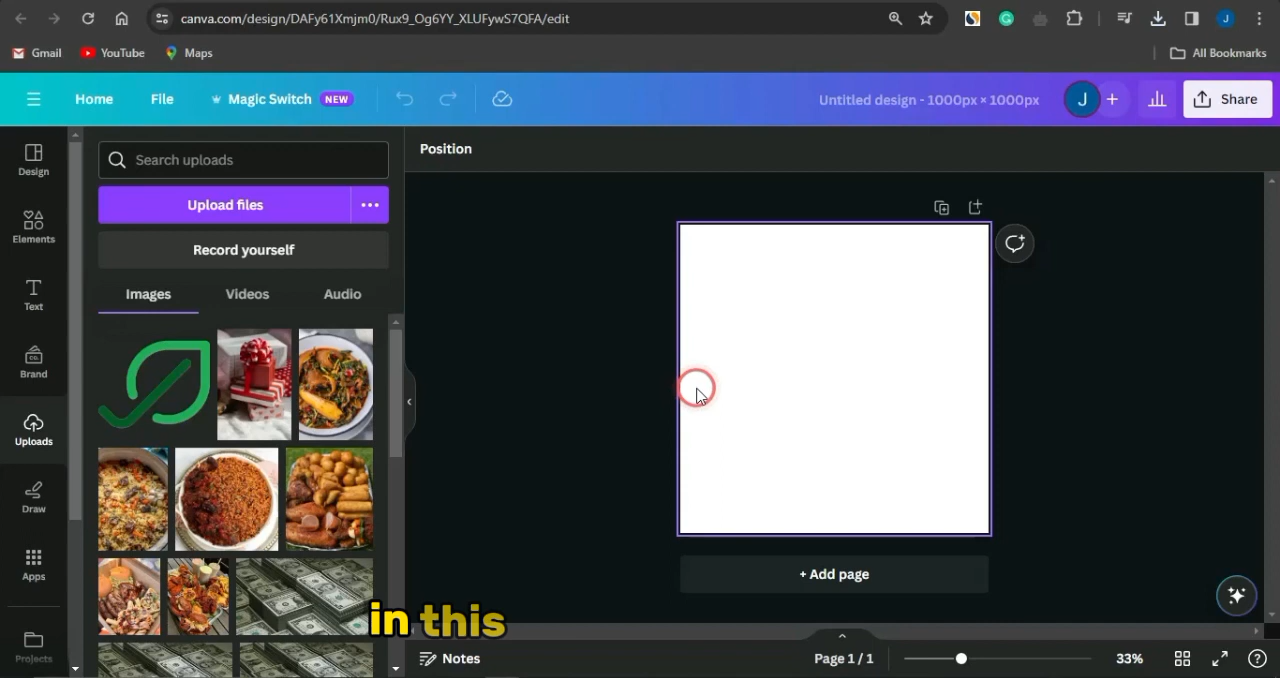 canva.com/design/DAFy61Xmjm0/Rux9_Og6YY_XLUFywS7QFA/edit
J
Gmail
YouTube
Maps
All Bookmarks
Home
File
Magic Switch
NEW
Untitled design - 1000px × 1000px
J
+
Share
Design
Elements
Text
CO.
Brand
Uploads
Draw
Apps
Projects
Search uploads
Upload files
Record yourself
Images
Videos
Audio
Position
+ Add page
in this
Notes
Page 1 / 1
33%